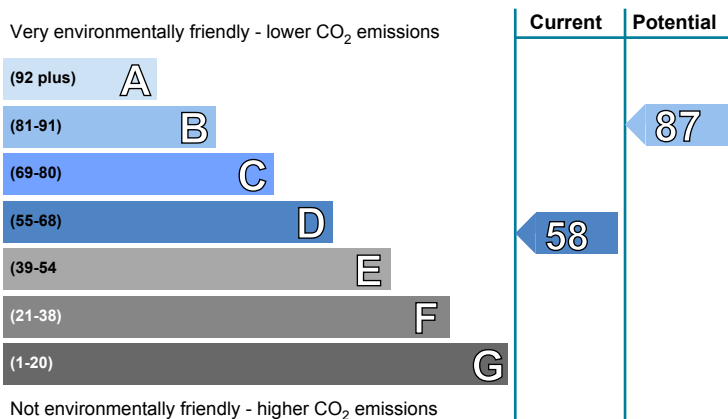 Current Potential
Very environmentally friendly - lower CO2 emissions
(92 plus) A
(81-91) B
87
(69-80) C
(55-68) D
58
(39-54 E
(21-38) F
(1-20) G
Not environmentally friendly - higher CO2 emissions